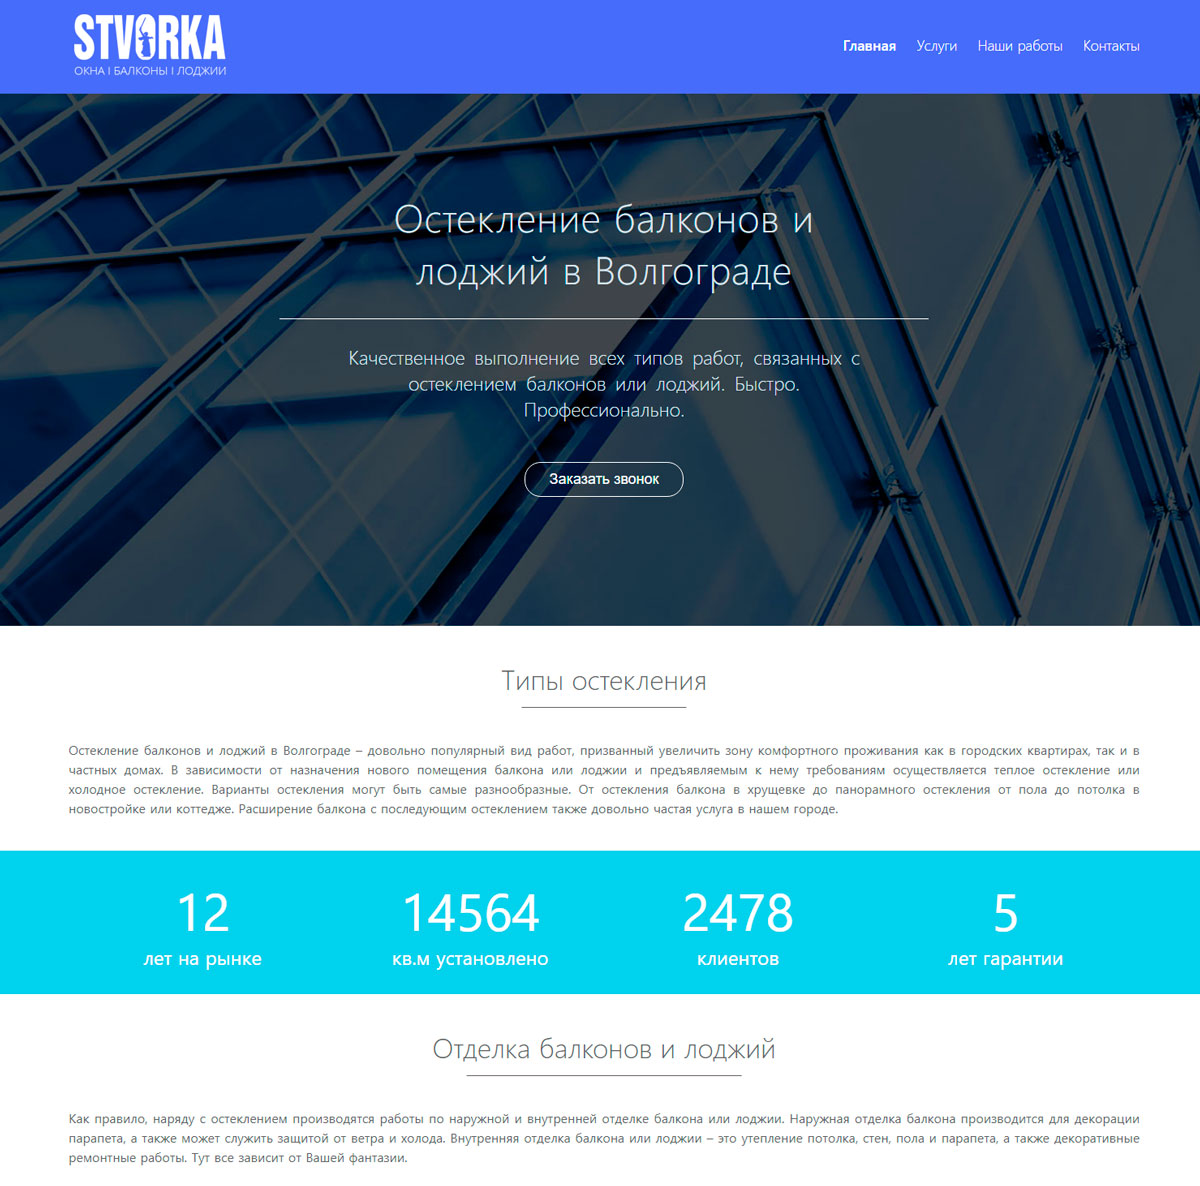 STVORKA
ОКНА | БАЛКОНЫ | ЛОДЖИИ
Главная Услуги Наши работы Контакты
Остекление балконов и
лоджий в Волгограде
Качественное выполнение всех типов работ, связанных с
остеклением балконов или лоджий. Быстро.
Профессионально.
Заказать звонок
Типы остекления
Остекление балконов и лоджий в Волгограде – довольно популярный вид работ, призванный увеличить зону комфортного проживания как в городских квартирах, так и в
частных домах. В зависимости от назначения нового помещения балкона или лоджии и предъявляемым к нему требованиям осуществляется теплое остекление или
холодное остекление. Варианты остекления могут быть самые разнообразные. От остекления балкона в хрущевке до панорамного остекления от пола до потолка в
новостройке или коттедже. Расширение балкона с последующим остеклением также довольно частая услуга в нашем городе.
12 14564 2478 5
лет на рынке кв.м установлено клиентов лет гарантии
Отделка балконов и лоджий
Как правило, наряду с остеклением производятся работы по наружной и внутренней отделке балкона или лоджии. Наружная отделка балкона производится для декорации
парапета, а также может служить защитой от ветра и холода. Внутренняя отделка балкона или лоджии – это утепление потолка, стен, пола и парапета, а также декоративные
ремонтные работы. Тут все зависит от Вашей фантазии.